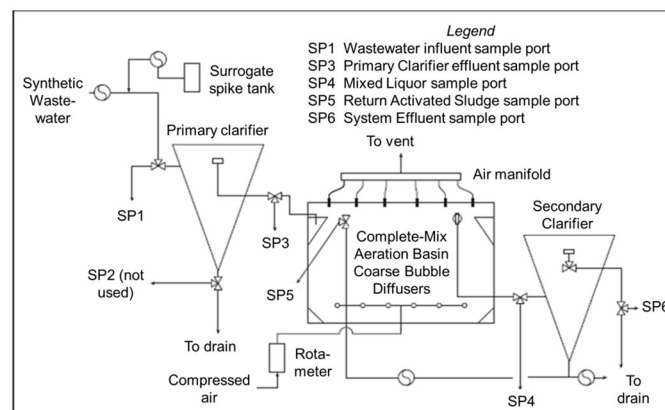 Legend
SP1 Wastewater influent sample port
SP3 Primary Clarifier effluent sample port
SP4 Mixed Liquor sample port
SP5 Return Activated Sludge sample port
SP6 System Effluent sample port
Synthetic
Waste-
water
Surrogate
spike tank
Primary clarifier
To vent
Air manifold
Secondary
Clarifier
SP1
SP3
Complete-Mix
Aeration Basin
Coarse Bubble
Diffusers
SP2 (not
used)
SP5
SP6
To drain
Rota-
meter
Compressed
air
SP4
To
drain